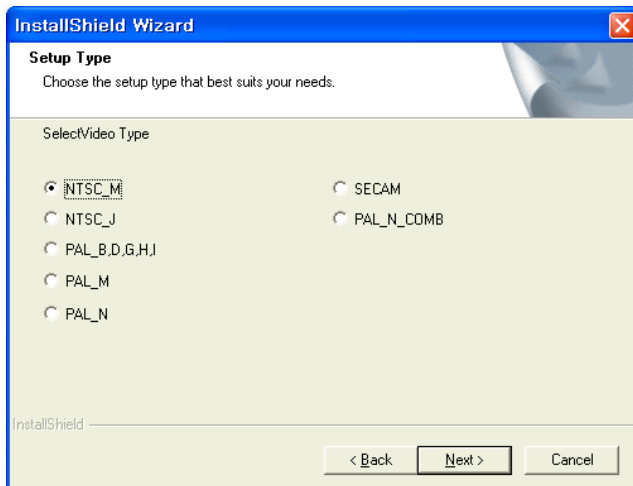 InstallShield Wizard
Setup Type
Choose the setup type that best suits your needs.
SelectVideo Type
NTSC_M
NTSC_J
PAL_B,D,G,H,I
PAL_M
PAL_N
SECAM
PAL_N_COMB
InstallShield
< Back Next > Cancel